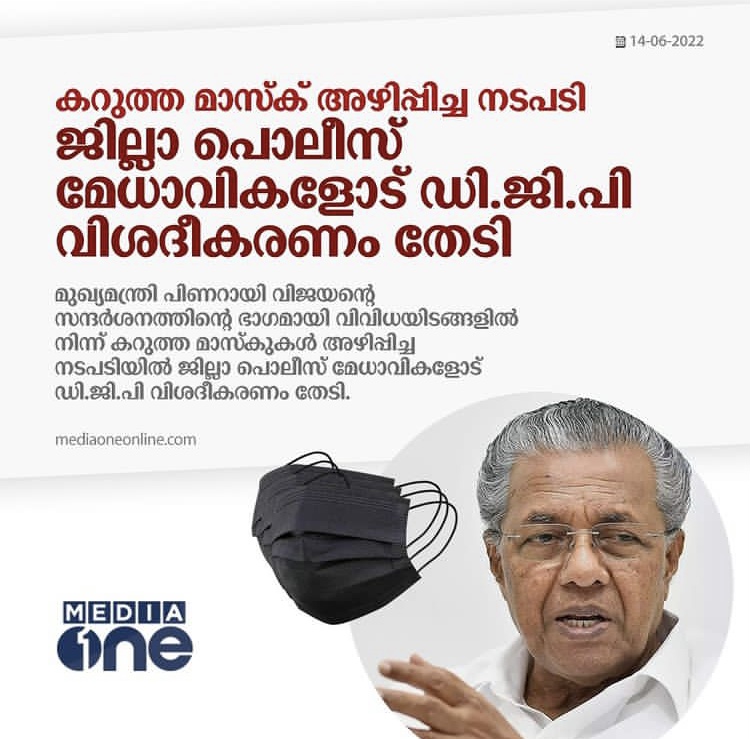 14-06-2022
കറുത്ത മാസ്ക് അഴിപ്പിച്ച നടപടി
ജില്ലാ പൊലീസ്
മേധാവികളോട് ഡി.ജി.പി
വിശദീകരണം തേടി
മുഖ്യമന്ത്രി പിണറായി വിജയന്റെ
സന്ദർശനത്തിന്റെ ഭാഗമായി വിവിധയിടങ്ങളിൽ
നിന്ന് കറുത്ത മാസ്കുകൾ അഴിപ്പിച്ച
നടപടിയിൽ ജില്ലാ പൊലീസ് മേധാവികളോട്
ഡി.ജി.പി വിശദീകരണം തേടി.
mediaoneonline.com
MEDIA
one